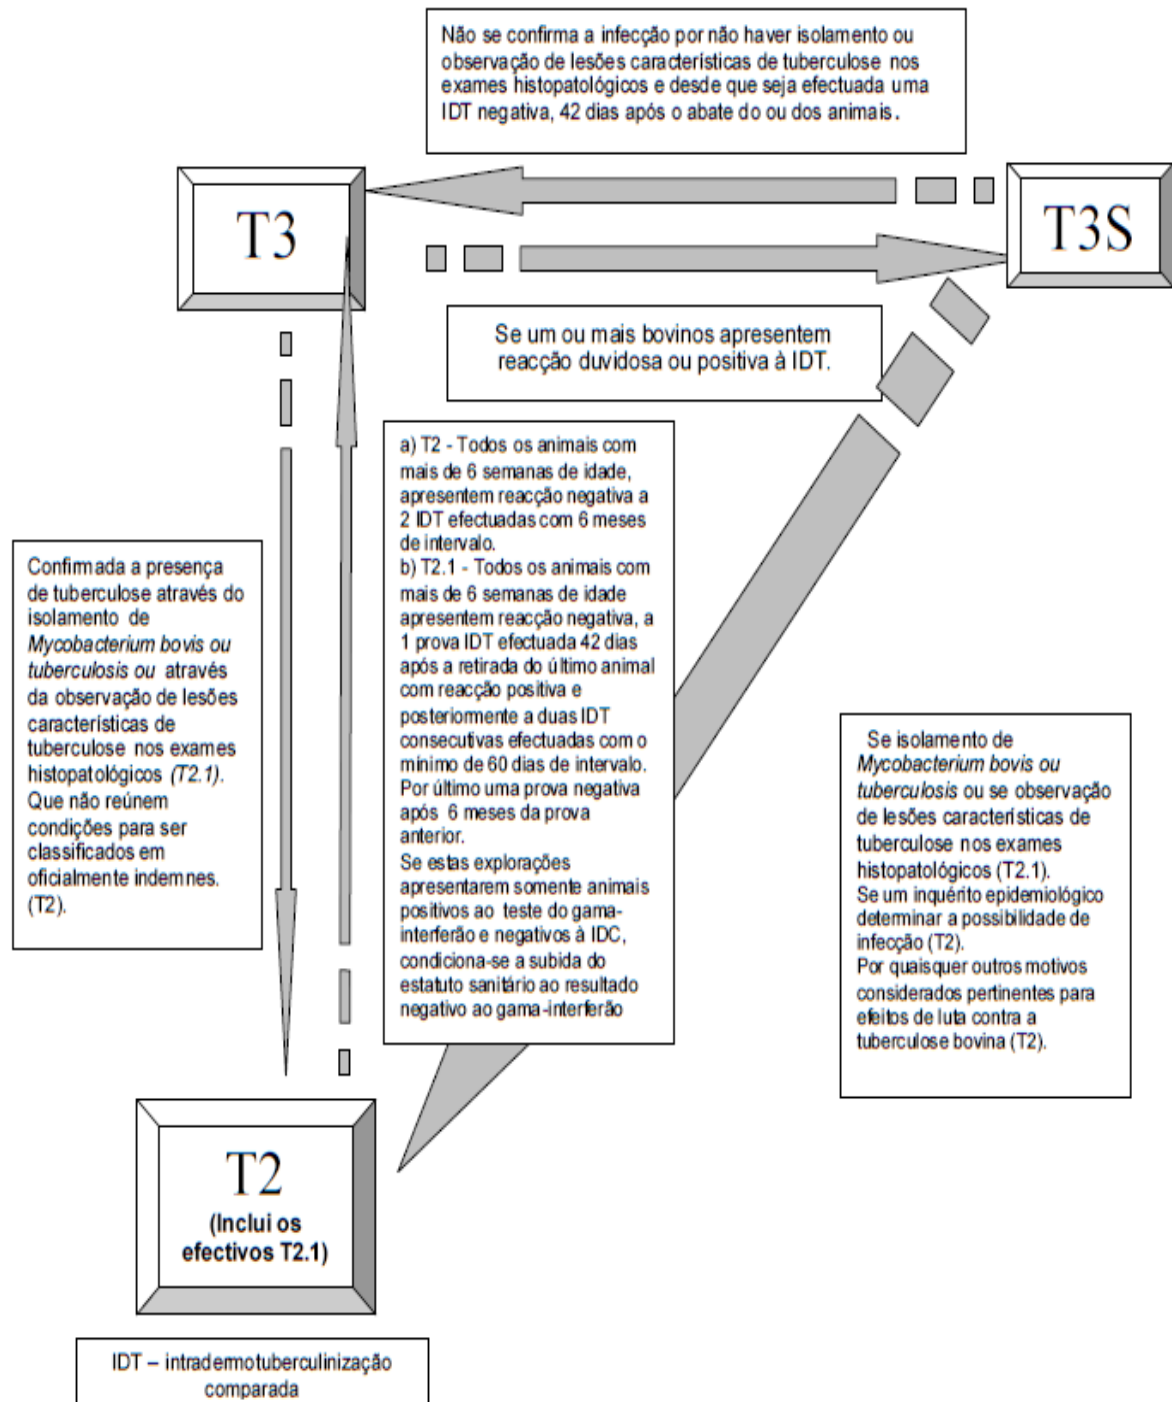 Não se confirma a infecção por não haver isolamento ou
observação de lesões características de tuberculose nos
exames histopatológicos e desde que seja efectuada uma
IDT negativa, 42 dias após o abate do ou dos animais.
T3
T3S
Se um ou mais bovinos apresentem
reacção duvidosa ou positiva à IDT.
a) T2 - Todos os animais com
mais de 6 semanas de idade,
apresentem reacção negativa a
2 IDT efectuadas com 6 meses
de intervalo.
b) T2.1 - Todos os animais com
mais de 6 semanas de idade
apresentem reacção negativa, a
1 prova IDT efectuada 42 dias
após a retirada do último animal
com reacção positiva e
posteriormente a duas IDT
consecutivas efectuadas com o
mínimo de 60 dias de intervalo.
Por último uma prova negativa
após 6 meses da prova
anterior.
Se estas explorações
apresentarem somente animais
positivos ao teste do gama-
interferão e negativos à IDC,
condiciona-se a subida do
estatuto sanitário ao resultado
negativo ao gama-interferão
Confirmada a presença
de tuberculose através do
isolamento de
Mycobacterium bovis ou
tuberculosis ou através
da observação de lesões
características de
tuberculose nos exames
histopatológicos (T2.1).
Que não reúnem
condições para ser
classificados em
oficialmente indemnes.
(T2).
Se isolamento de
Mycobacterium bovis ou
tuberculosis ou se observação
de lesões características de
tuberculose nos exames
histopatológicos (T2.1).
Se um inquérito epidemiológico
determinar a possibilidade de
infecção (T2).
Por quaisquer outros motivos
considerados pertinentes para
efeitos de luta contra a
tuberculose bovina (T2).
T2
(Inclui os
efectivos T2.1)
IDT – intradermotuberculinização
comparada